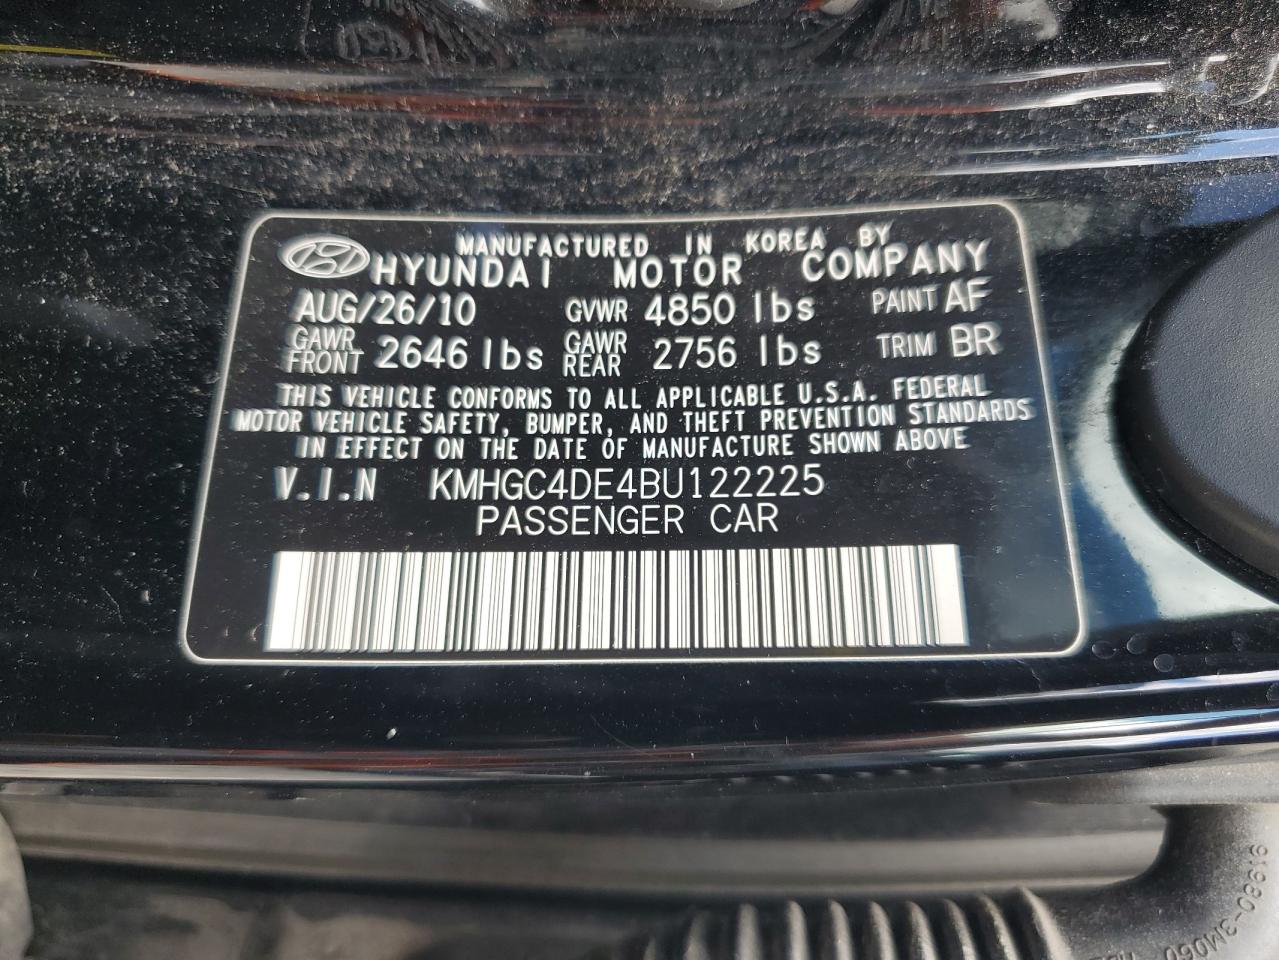 MANUFACTURED IN KOREA BY
HYUNDAI MOTOR COMPANY
AUG/26/10 GVWR 4850 lbs PAINT AF
GAWR FRONT 2646 lbs GAWR REAR 2756 lbs TRIM BR
THIS VEHICLE CONFORMS TO ALL APPLICABLE U.S.A. FEDERAL
MOTOR VEHICLE SAFETY, BUMPER, AND THEFT PREVENTION STANDARDS
IN EFFECT ON THE DATE OF MANUFACTURE SHOWN ABOVE
V.I.N KMHGC4DE4BU122225
PASSENGER CAR
91980-3M060